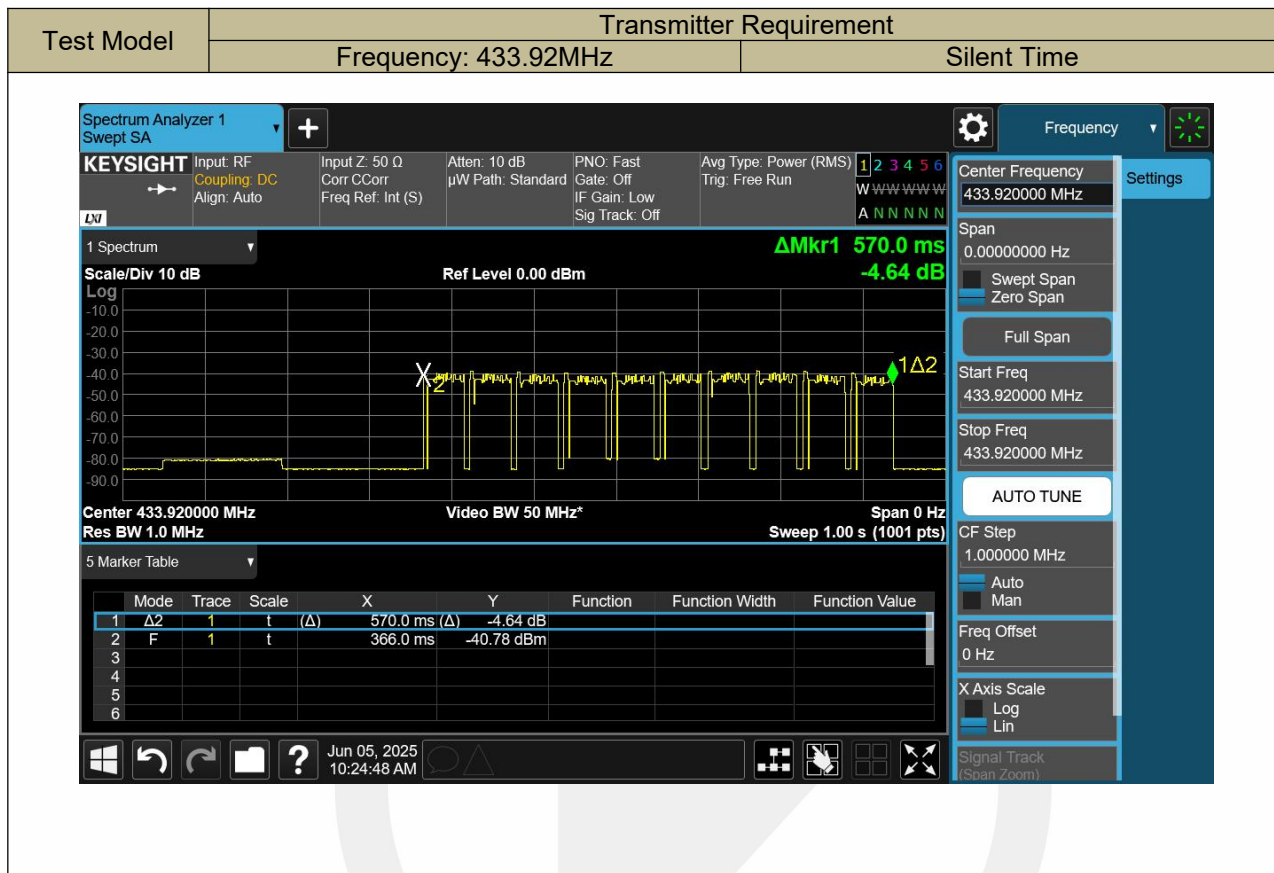 Test Model
Transmitter Requirement
Frequency: 433.92MHz
Silent Time
Spectrum Analyzer 1
Swept SA
+
Frequency
KEYSIGHT
LXI
Input: RF
Coupling: DC
Align: Auto
Input Z: 50 Ω
Corr CCorr
Freq Ref: Int (S)
Atten: 10 dB
µW Path: Standard
PNO: Fast
Gate: Off
IF Gain: Low
Sig Track: Off
Avg Type: Power (RMS)
Trig: Free Run
1 2 3 4 5 6
W W W W W W
A N N N N N
1 Spectrum
ΔMkr1 570.0 ms
Scale/Div 10 dB
Ref Level 0.00 dBm
-4.64 dB
Log
-10.0
-20.0
-30.0
-40.0
-50.0
-60.0
-70.0
-80.0
-90.0
X
2
1Δ2
Center 433.920000 MHz
Video BW 50 MHz*
Span 0 Hz
Res BW 1.0 MHz
Sweep 1.00 s (1001 pts)
5 Marker Table
Mode Trace Scale X Y Function Function Width Function Value
1 Δ2 1 t (Δ) 570.0 ms (Δ) -4.64 dB
2 F 1 t 366.0 ms -40.78 dBm
3
4
5
6
?
Jun 05, 2025
10:24:48 AM
Center Frequency
433.920000 MHz
Settings
Span
0.00000000 Hz
Swept Span
Zero Span
Full Span
Start Freq
433.920000 MHz
Stop Freq
433.920000 MHz
AUTO TUNE
CF Step
1.000000 MHz
Auto
Man
Freq Offset
0 Hz
X Axis Scale
Log
Lin
Signal Track
(Span Zoom)